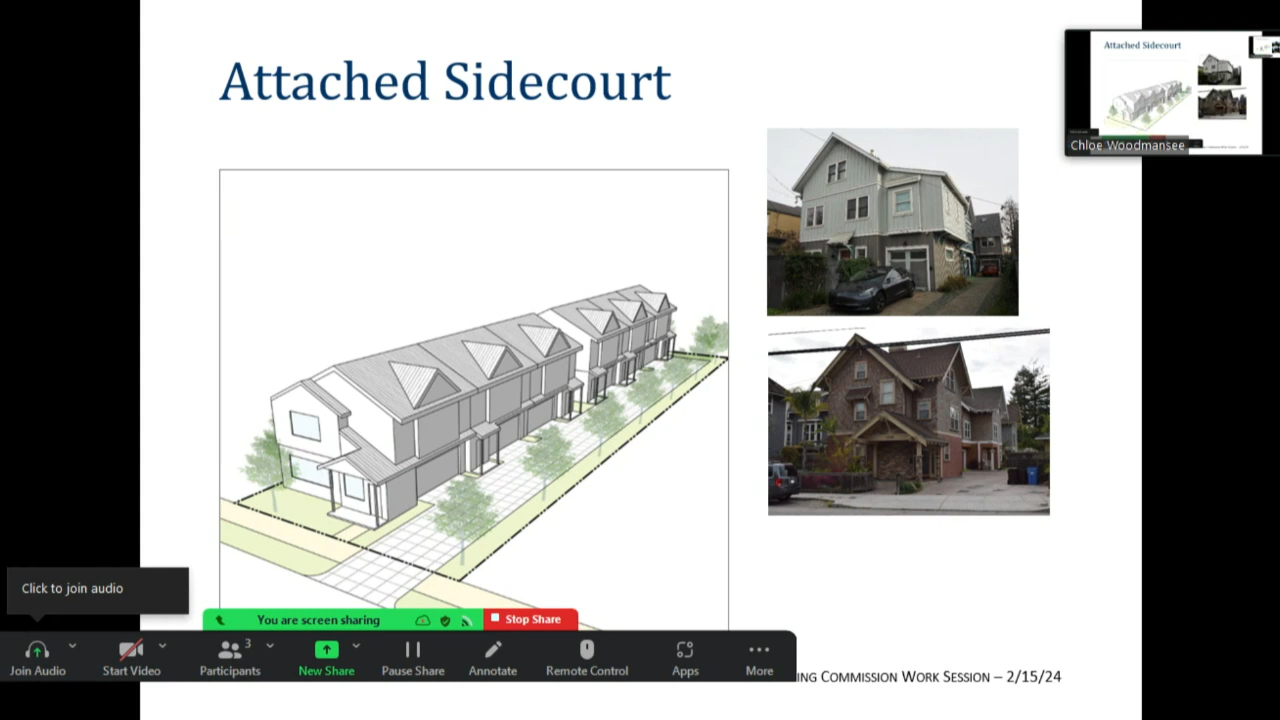 Attached Sidecourt
Attached Sidecourt
Chloe Woodmansee
Click to join audio
You are screen sharing
Stop Share
Join Audio
Start Video
3
Participants
New Share
Pause Share
Annotate
Remote Control
Apps
More
COMMISSION WORK SESSION – 2/15/24